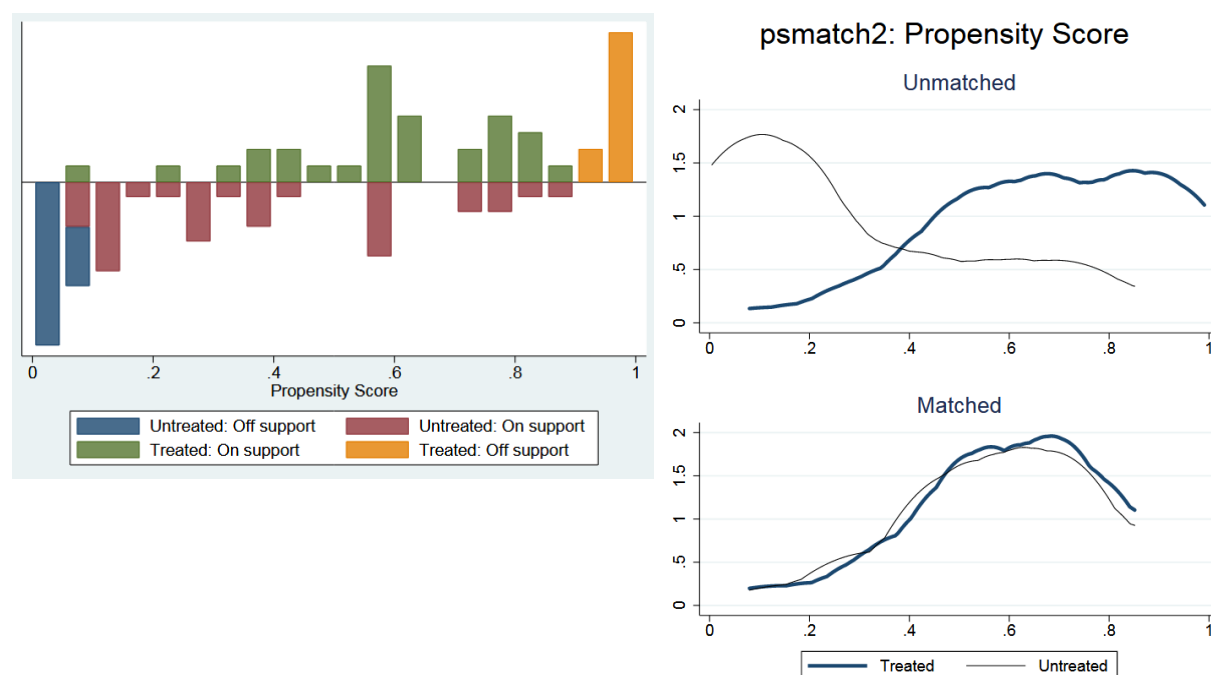 0 .2 .4 .6 .8 1
Propensity Score
Untreated: Off support Untreated: On support
Treated: On support Treated: Off support
psmatch2: Propensity Score
Unmatched
2
1.5
1
.5
0
0 .2 .4 .6 .8 1
Matched
2
1.5
1
.5
0
0 .2 .4 .6 .8 1
Treated Untreated